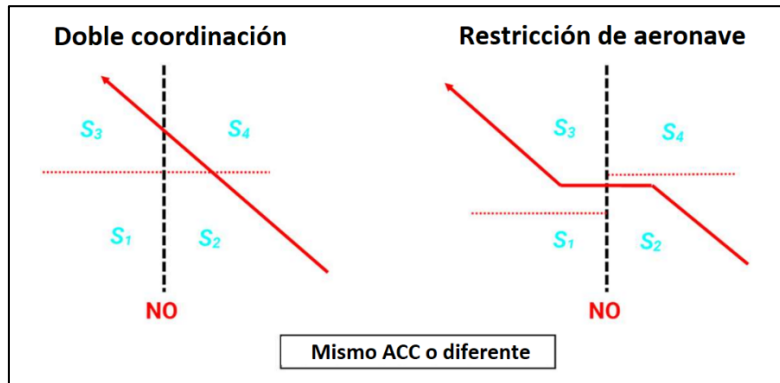 Doble coordinación
Restricción de aeronave
S3
S4
S1
S2
NO
S3
S4
S1
S2
NO
Mismo ACC o diferente